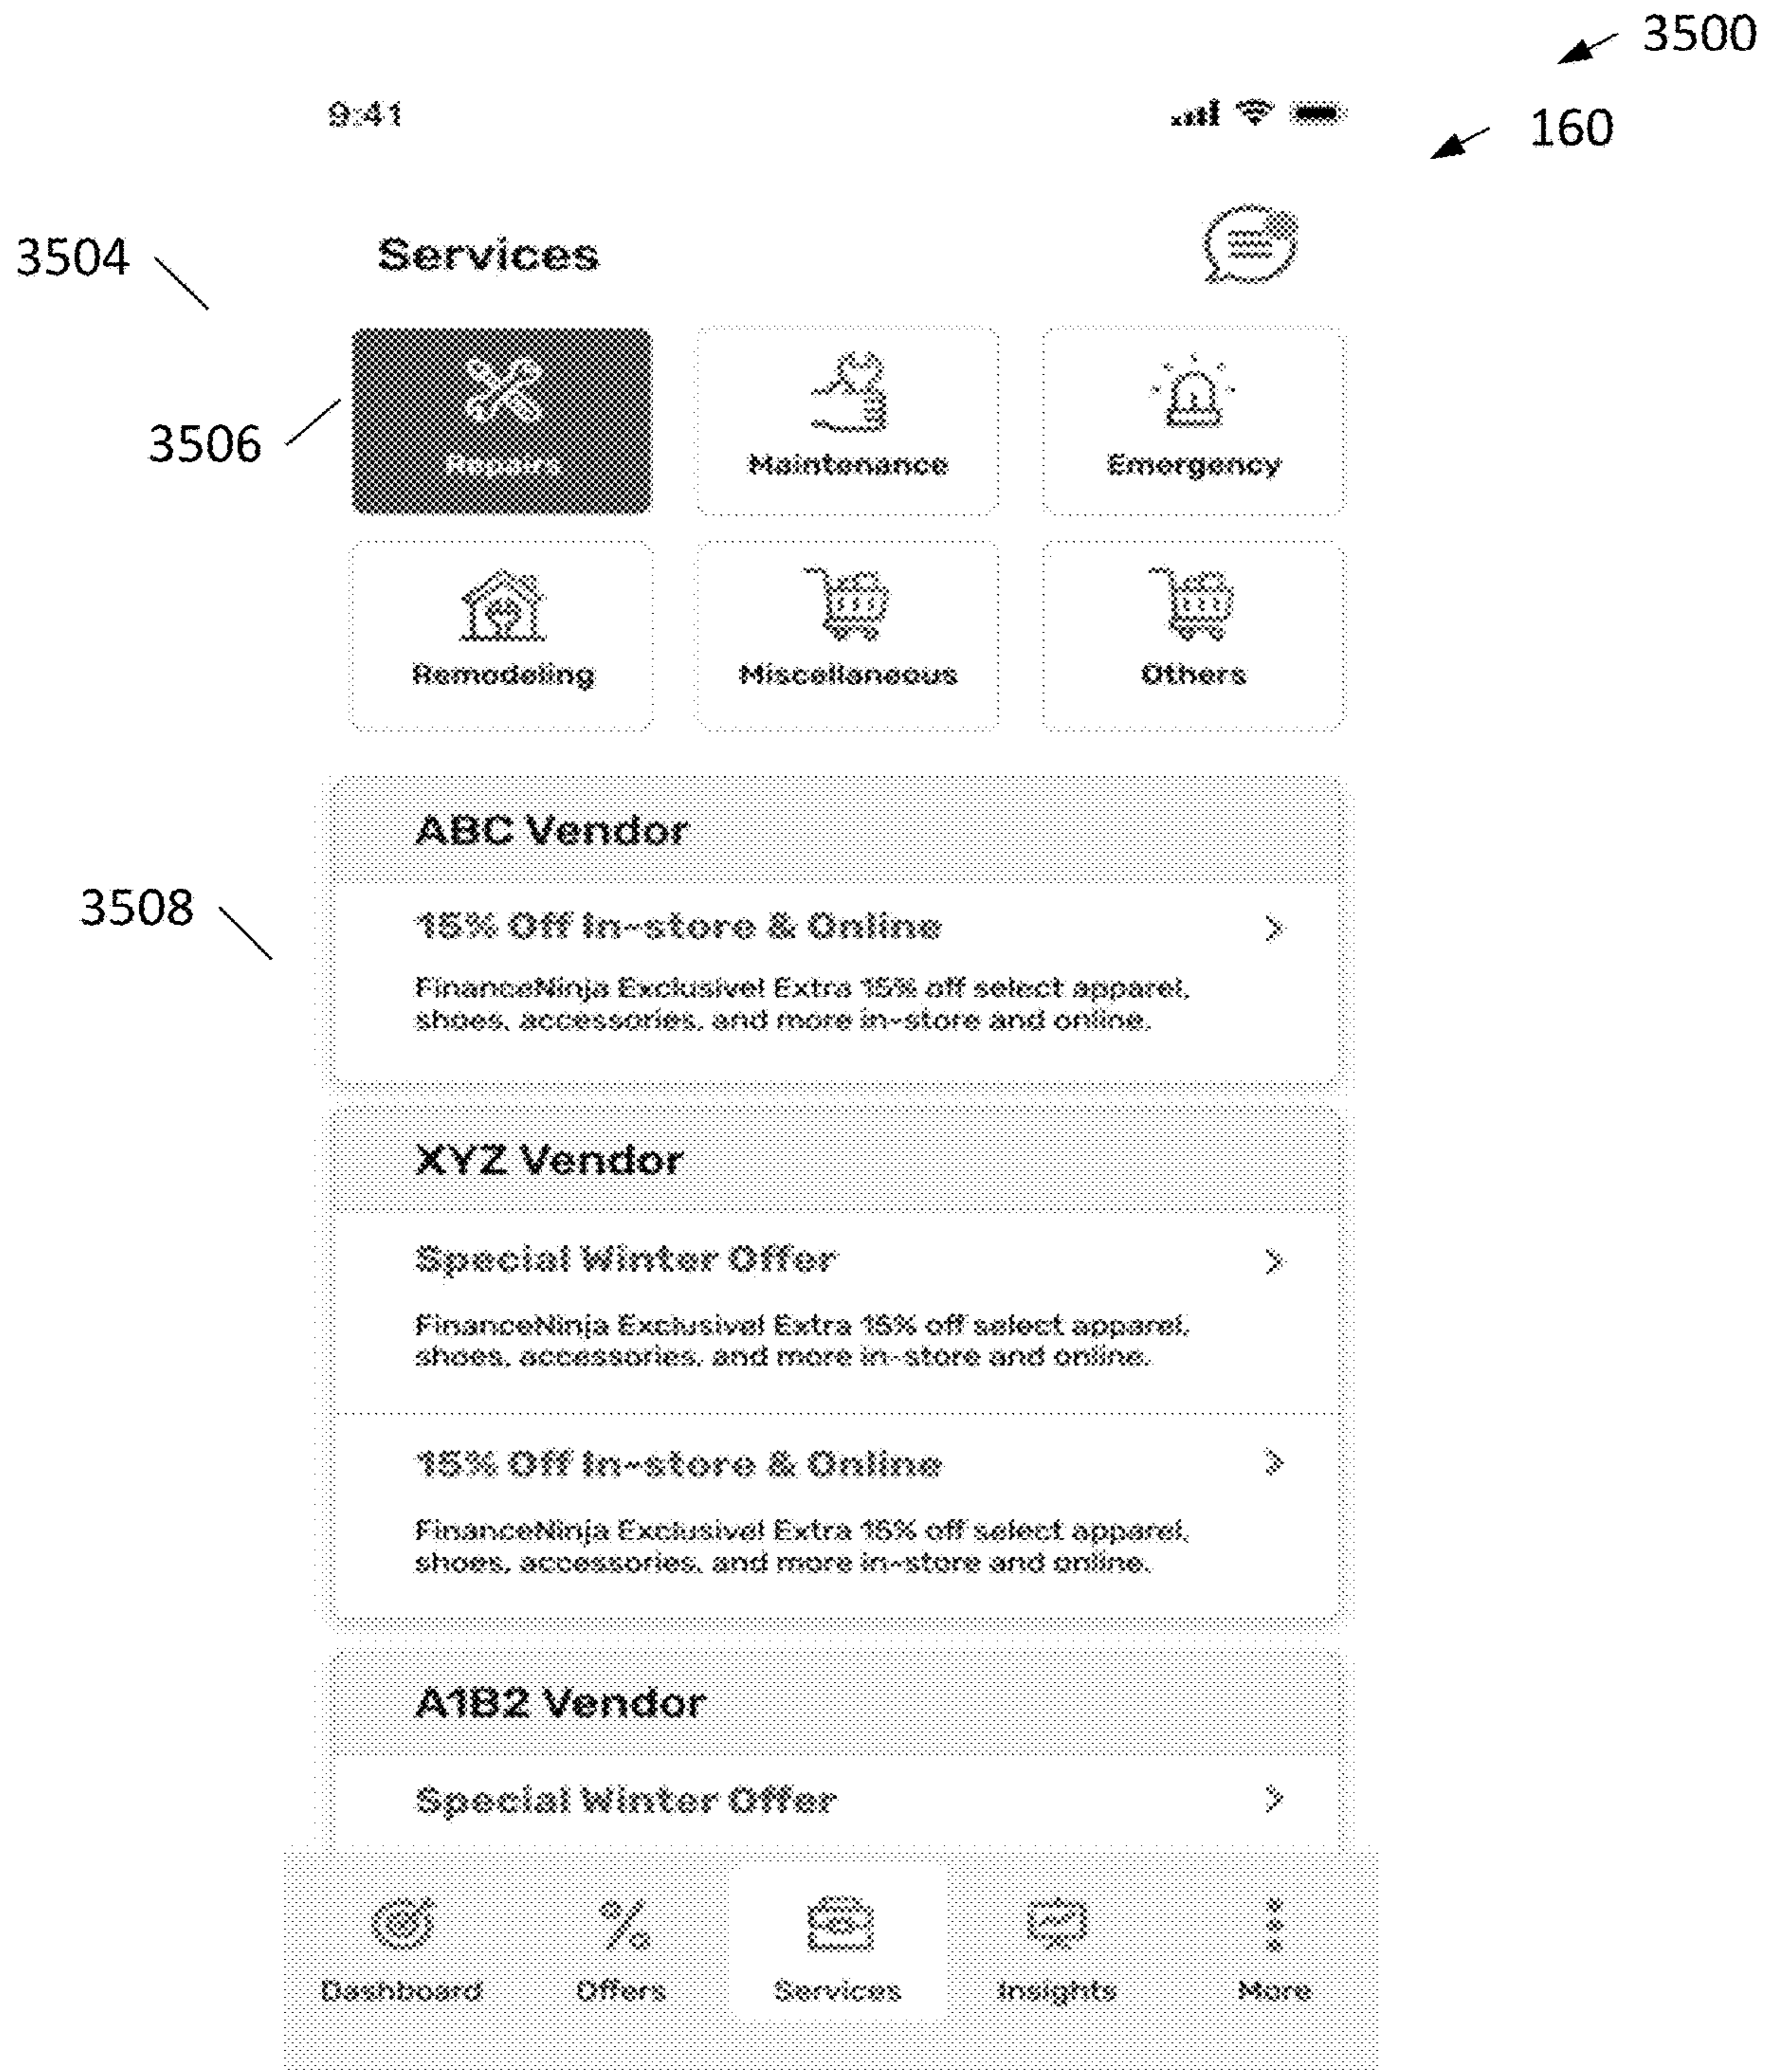 3500
9:41
160
3504
Services
3506
Repairs
Maintenance
Emergency
Remodeling
Miscellaneous
Others
ABC Vendor
3508
15% Off In-store & Online
FinanceNinja Exclusive! Extra 15% off select apparel,
shoes, accessories, and more in-store and online.
XYZ Vendor
Special Winter Offer
FinanceNinja Exclusive! Extra 15% off select apparel,
shoes, accessories, and more in-store and online.
15% Off In-store & Online
FinanceNinja Exclusive! Extra 15% off select apparel,
shoes, accessories, and more in-store and online.
A1B2 Vendor
Special Winter Offer
Dashboard
Offers
Services
Insights
More